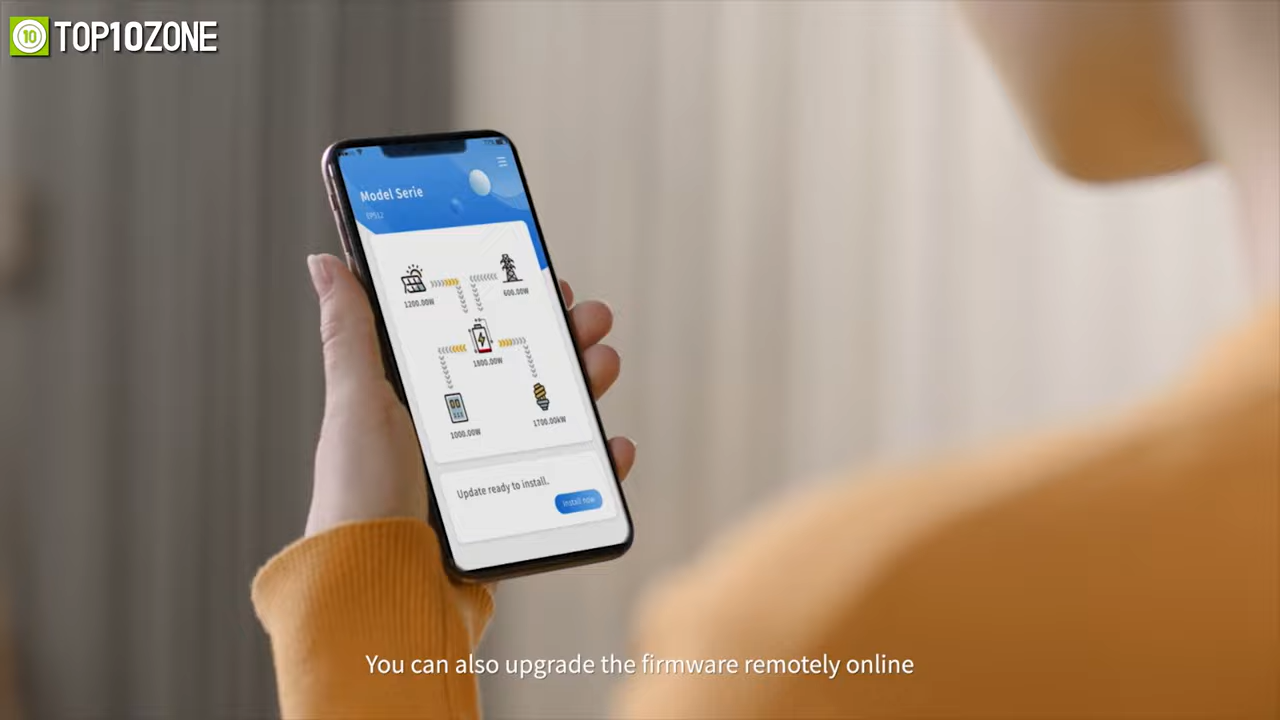 10 TOP10ZONE
Model Serie
1200.00W
600.00W
1800.00W
1000.00W
1700.00kW
Update ready to install.
Install now
You can also upgrade the firmware remotely online